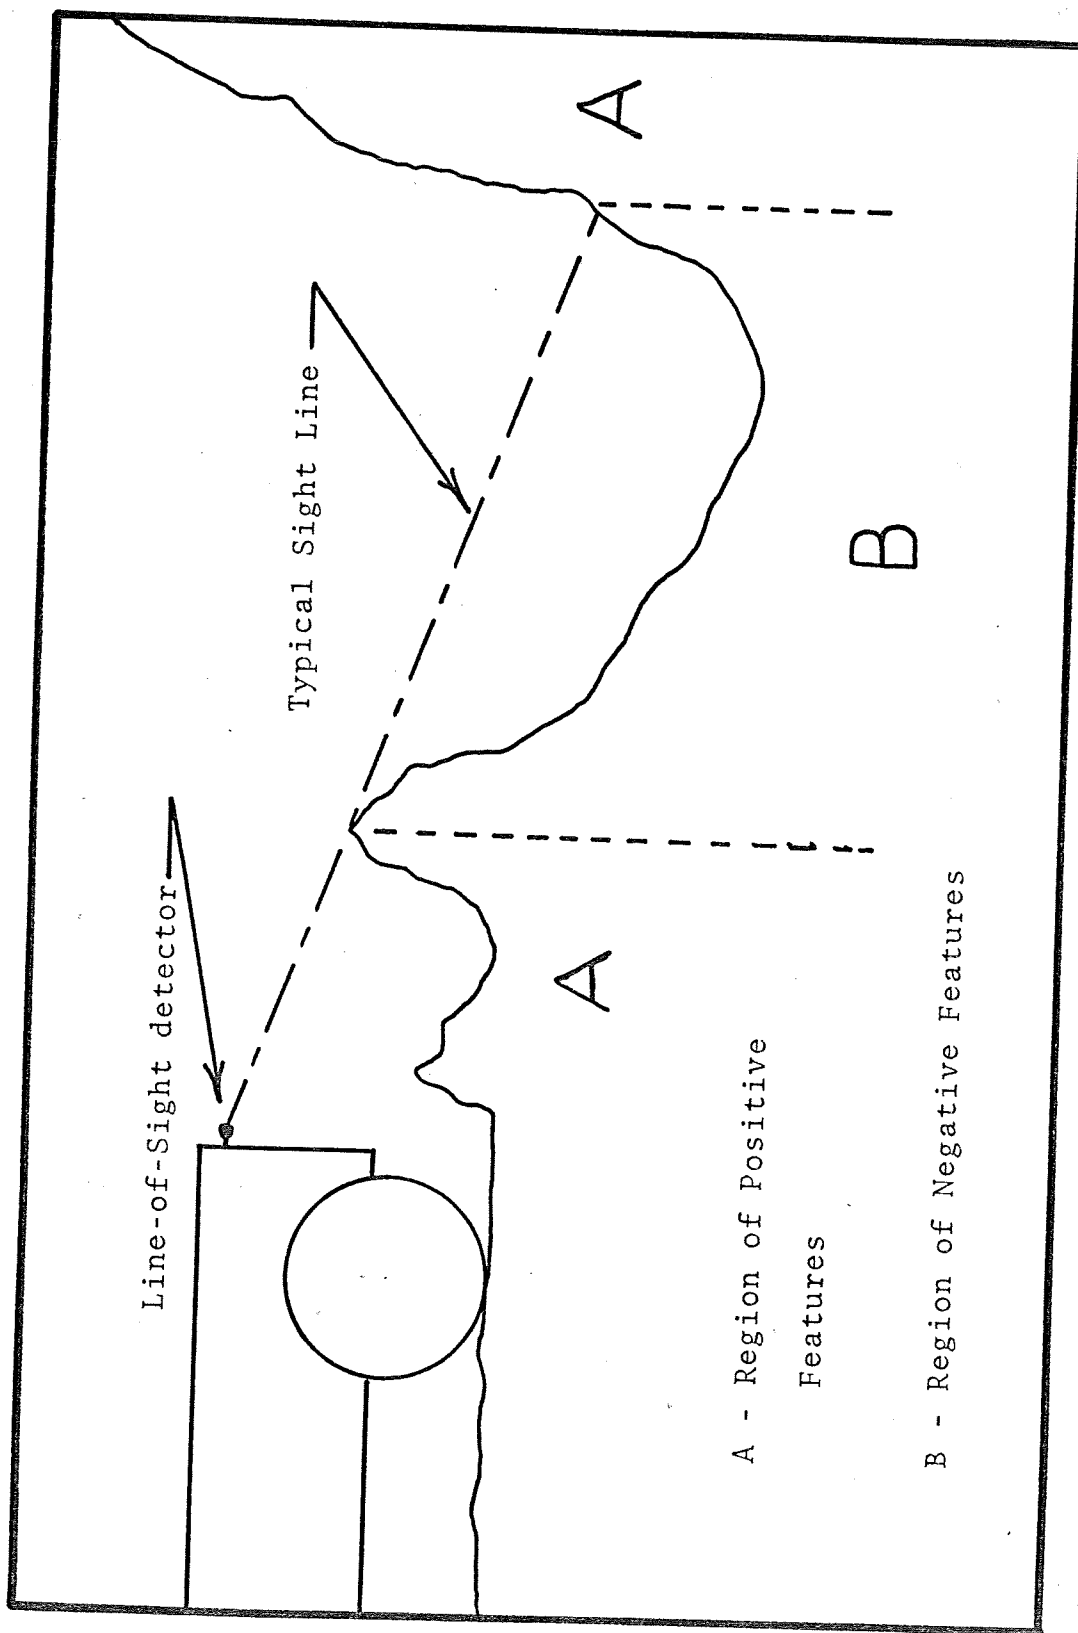 Line-of-Sight detector
Typical Sight Line
A
B
A
A - Region of Positive
Features
B - Region of Negative Features